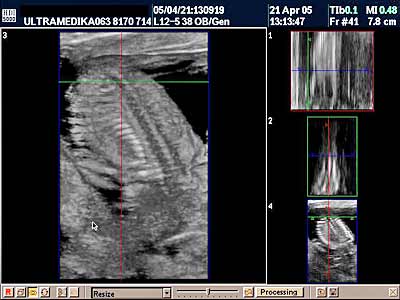 05/04/21:130919 21 Apr 05 TIb0.1 MI 0.48
ULTRAMEDIKA063 8170 714 L12-5 38 OB/Gen 13:13:47 Fr #41 7.8 cm
3
1
2
4
R Resize Processing